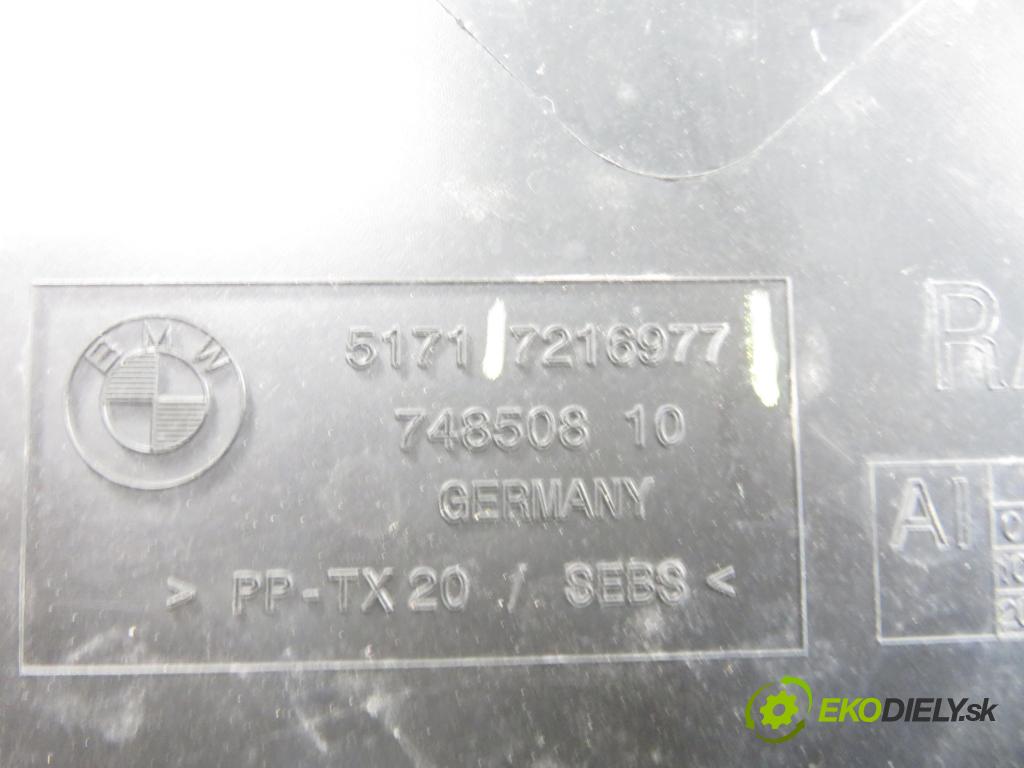 BMW
5171 7216977
748508 10
GERMANY
> PP-TX20 / SEBS <
AI
EKODIELY.sk